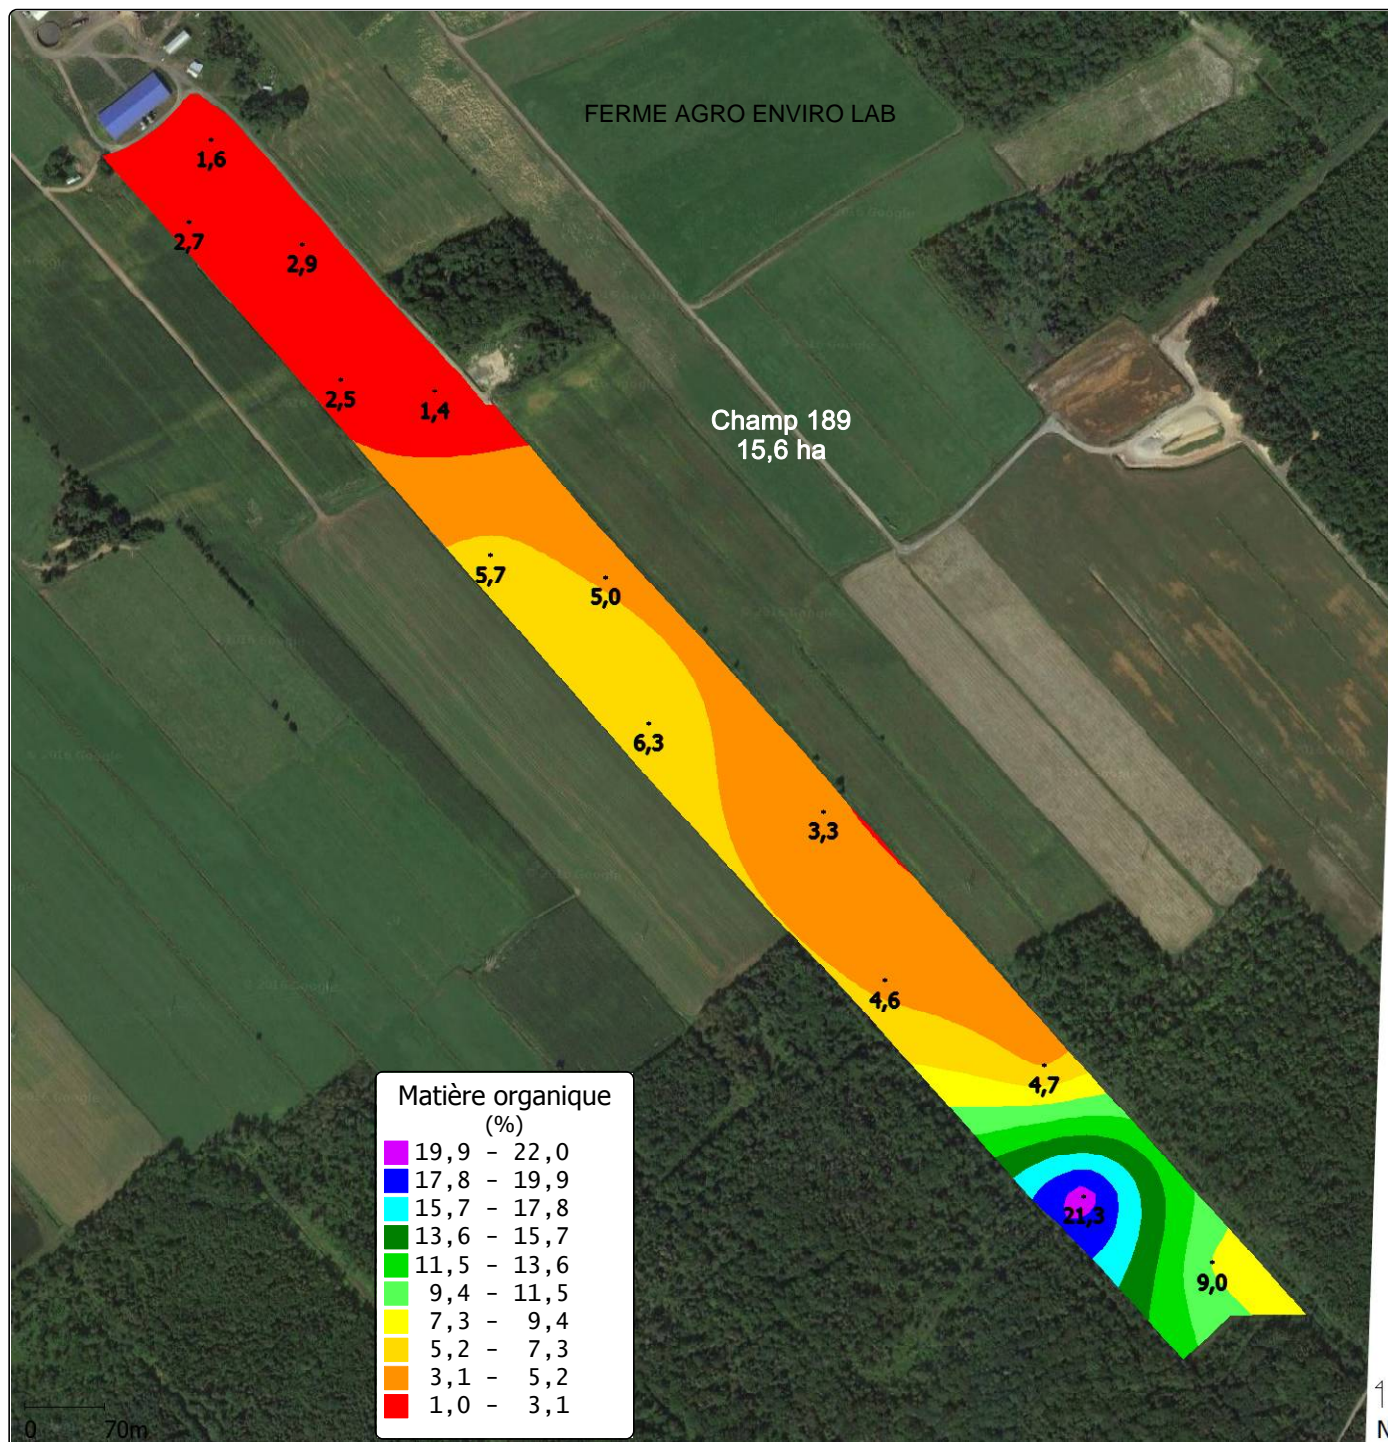 FERME AGRO ENVIRO LAB
1,6
2,7
2,9
2,5
1,4
Champ 189
15,6 ha
5,7
5,0
6,3
3,3
4,6
4,7
21,3
9,0
Matière organique
(%)
19,9 - 22,0
17,8 - 19,9
15,7 - 17,8
13,6 - 15,7
11,5 - 13,6
9,4 - 11,5
7,3 - 9,4
5,2 - 7,3
3,1 - 5,2
1,0 - 3,1
0 70m
N